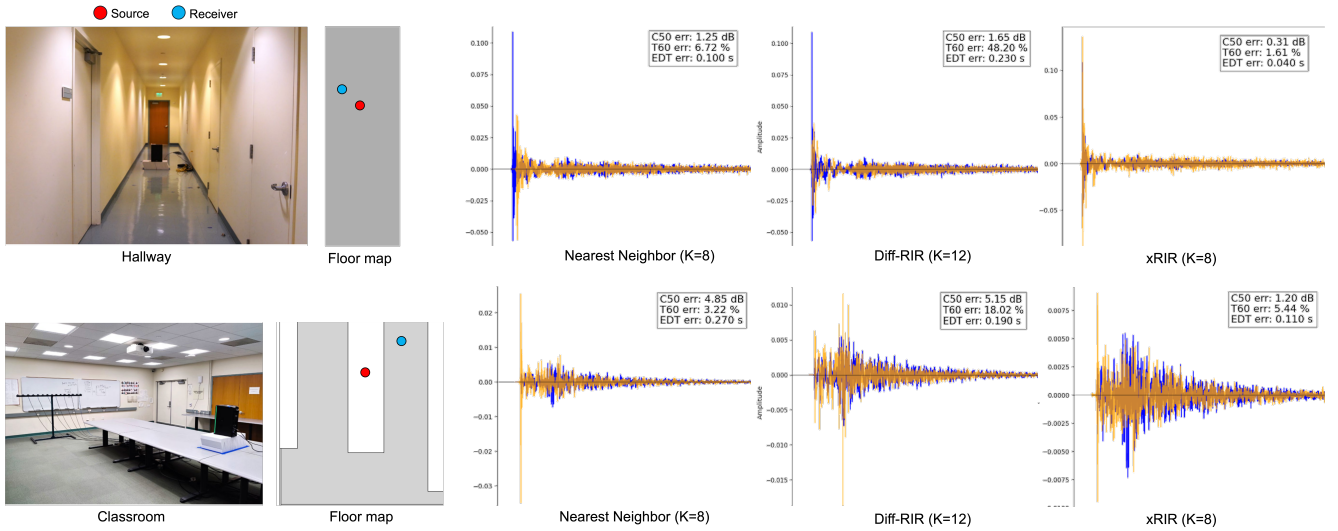 Source Receiver
C50 err: 1.25 dB
T60 err: 6.72 %
EDT err: 0.100 s
0.100
0.075
0.050
0.025
0.000
−0.025
−0.050
C50 err: 1.65 dB
T60 err: 48.20 %
EDT err: 0.230 s
Amplitude
0.100
0.075
0.050
0.025
0.000
−0.025
−0.050
C50 err: 0.31 dB
T60 err: 1.61 %
EDT err: 0.040 s
0.10
0.05
0.00
−0.05
Hallway Floor map Nearest Neighbor (K=8) Diff-RIR (K=12) xRIR (K=8)
C50 err: 4.85 dB
T60 err: 3.22 %
EDT err: 0.270 s
0.02
0.01
0.00
−0.01
−0.02
−0.03
C50 err: 5.15 dB
T60 err: 18.02 %
EDT err: 0.190 s
Amplitude
0.010
0.005
0.000
−0.005
−0.010
−0.015
C50 err: 1.20 dB
T60 err: 5.44 %
EDT err: 0.110 s
0.0075
0.0050
0.0025
0.0000
−0.0025
−0.0050
−0.0075
Classroom Floor map Nearest Neighbor (K=8) Diff-RIR (K=12) xRIR (K=8)